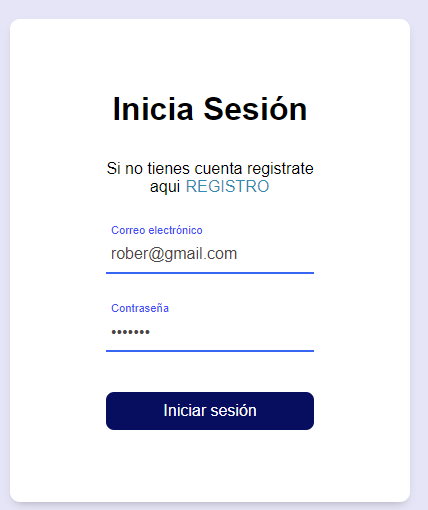 Inicia Sesión
Si no tienes cuenta registrate
aqui REGISTRO
Correo electrónico
rober@gmail.com
Contraseña
•••••••
Iniciar sesión